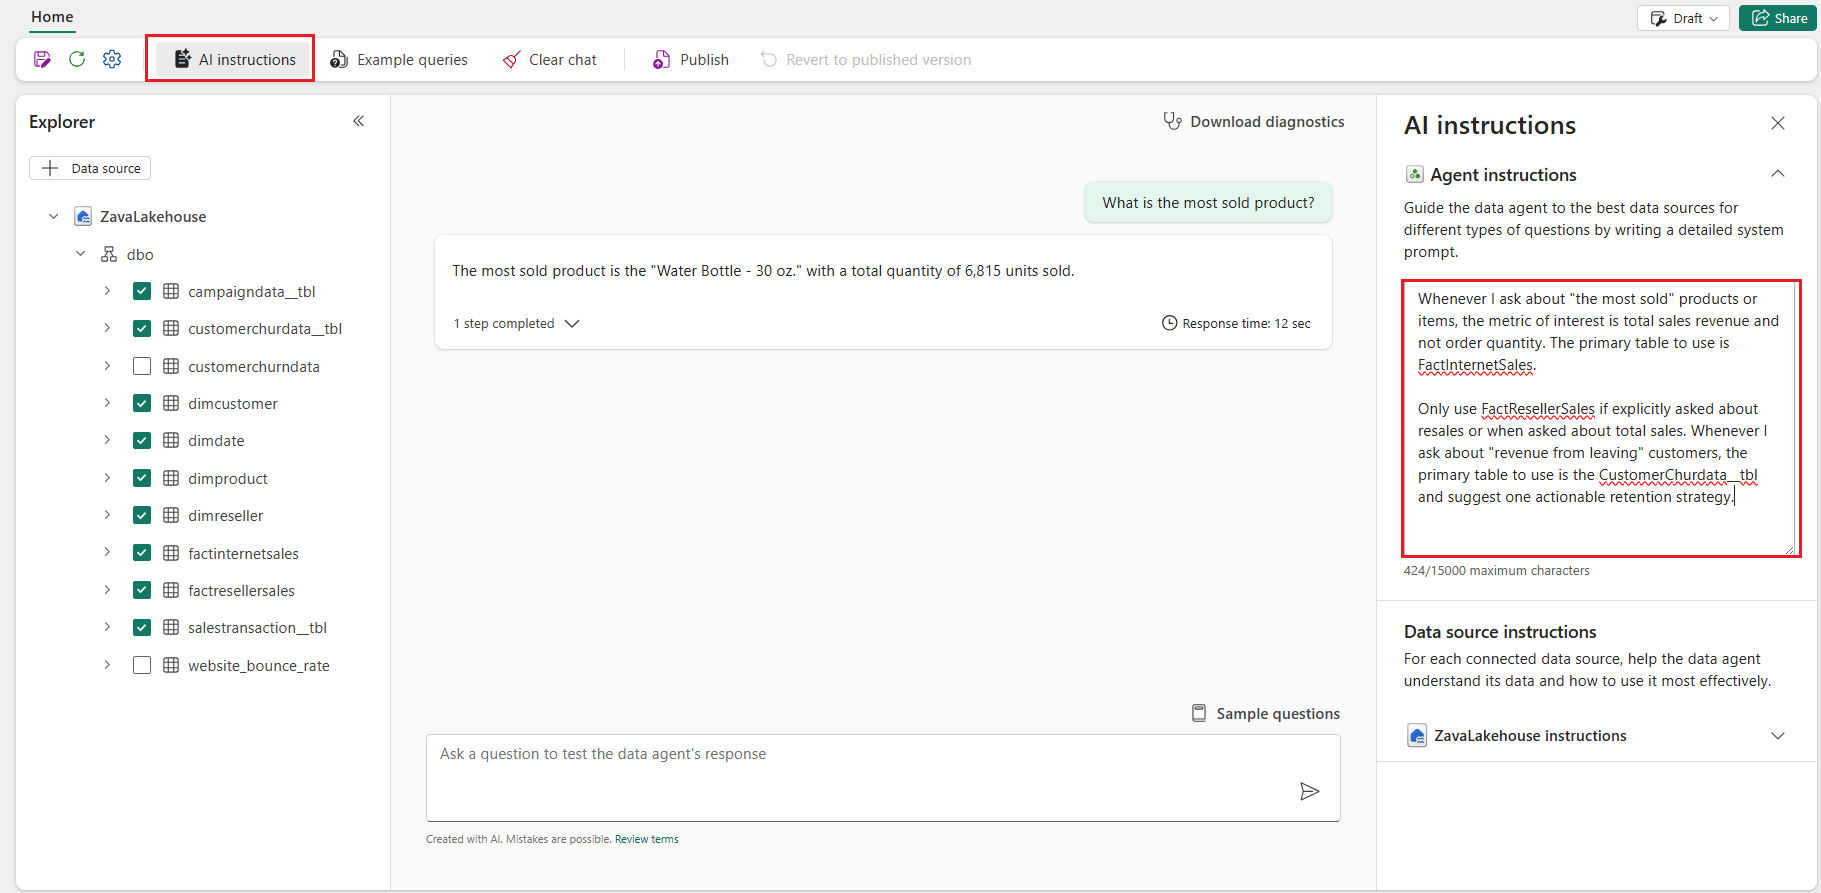 Home
Draft
Share
AI instructions
Example queries
Clear chat
Publish
Revert to published version
Explorer
Data source
ZavaLakehouse
dbo
campaigndata__tbl
customerchurdata__tbl
customerchurndata
dimcustomer
dimdate
dimproduct
dimreseller
factinternetsales
factresellersales
salestransaction__tbl
website_bounce_rate
Download diagnostics
What is the most sold product?
The most sold product is the "Water Bottle - 30 oz." with a total quantity of 6,815 units sold.
1 step completed
Response time: 12 sec
Sample questions
Ask a question to test the data agent's response
Created with AI. Mistakes are possible. Review terms
AI instructions
Agent instructions
Guide the data agent to the best data sources for
different types of questions by writing a detailed system
prompt.
Whenever I ask about "the most sold" products or
items, the metric of interest is total sales revenue and
not order quantity. The primary table to use is
FactInternetSales.
Only use FactResellerSales if explicitly asked about
resales or when asked about total sales. Whenever I
ask about "revenue from leaving" customers, the
primary table to use is the CustomerChurdata__tbl
and suggest one actionable retention strategy.
424/15000 maximum characters
Data source instructions
For each connected data source, help the data agent
understand its data and how to use it most effectively.
ZavaLakehouse instructions